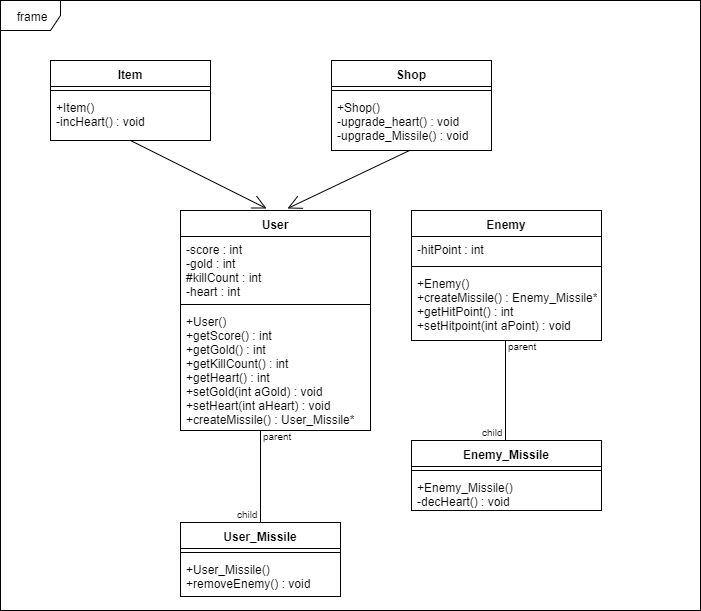 frame
Item
+Item()
-incHeart() : void
Shop
+Shop()
-upgrade_heart() : void
-upgrade_Missile() : void
User
-score : int
-gold : int
#killCount : int
-heart : int
+User()
+getScore() : int
+getGold() : int
+getKillCount() : int
+getHeart() : int
+setGold(int aGold) : void
+setHeart(int aHeart) : void
+createMissile() : User_Missile*
parent
child
User_Missile
+User_Missile()
+removeEnemy() : void
Enemy
-hitPoint : int
+Enemy()
+createMissile() : Enemy_Missile*
+getHitPoint() : int
+setHitpoint(int aPoint) : void
parent
child
Enemy_Missile
+Enemy_Missile()
-decHeart() : void